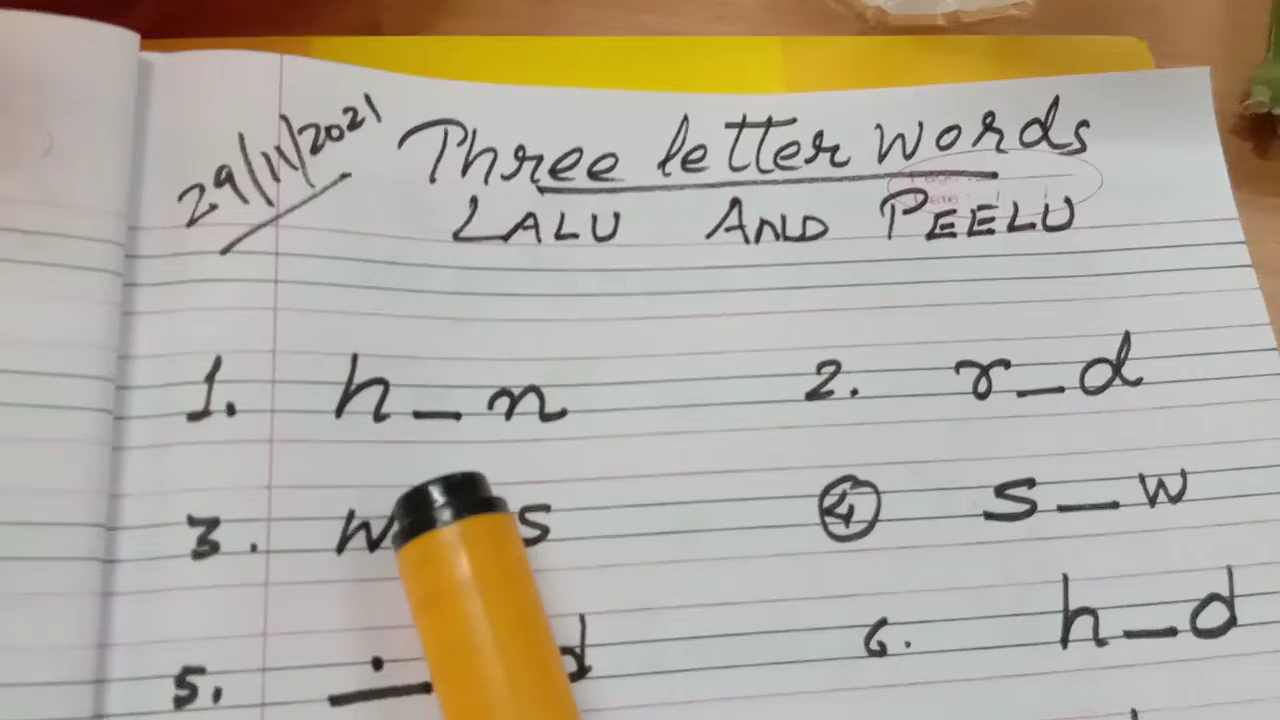 29/11/2021
Three letter words
LALU AND PEELU
1. h_n 2. r_d
3. w s 4 s_w
5. d 6. h_d